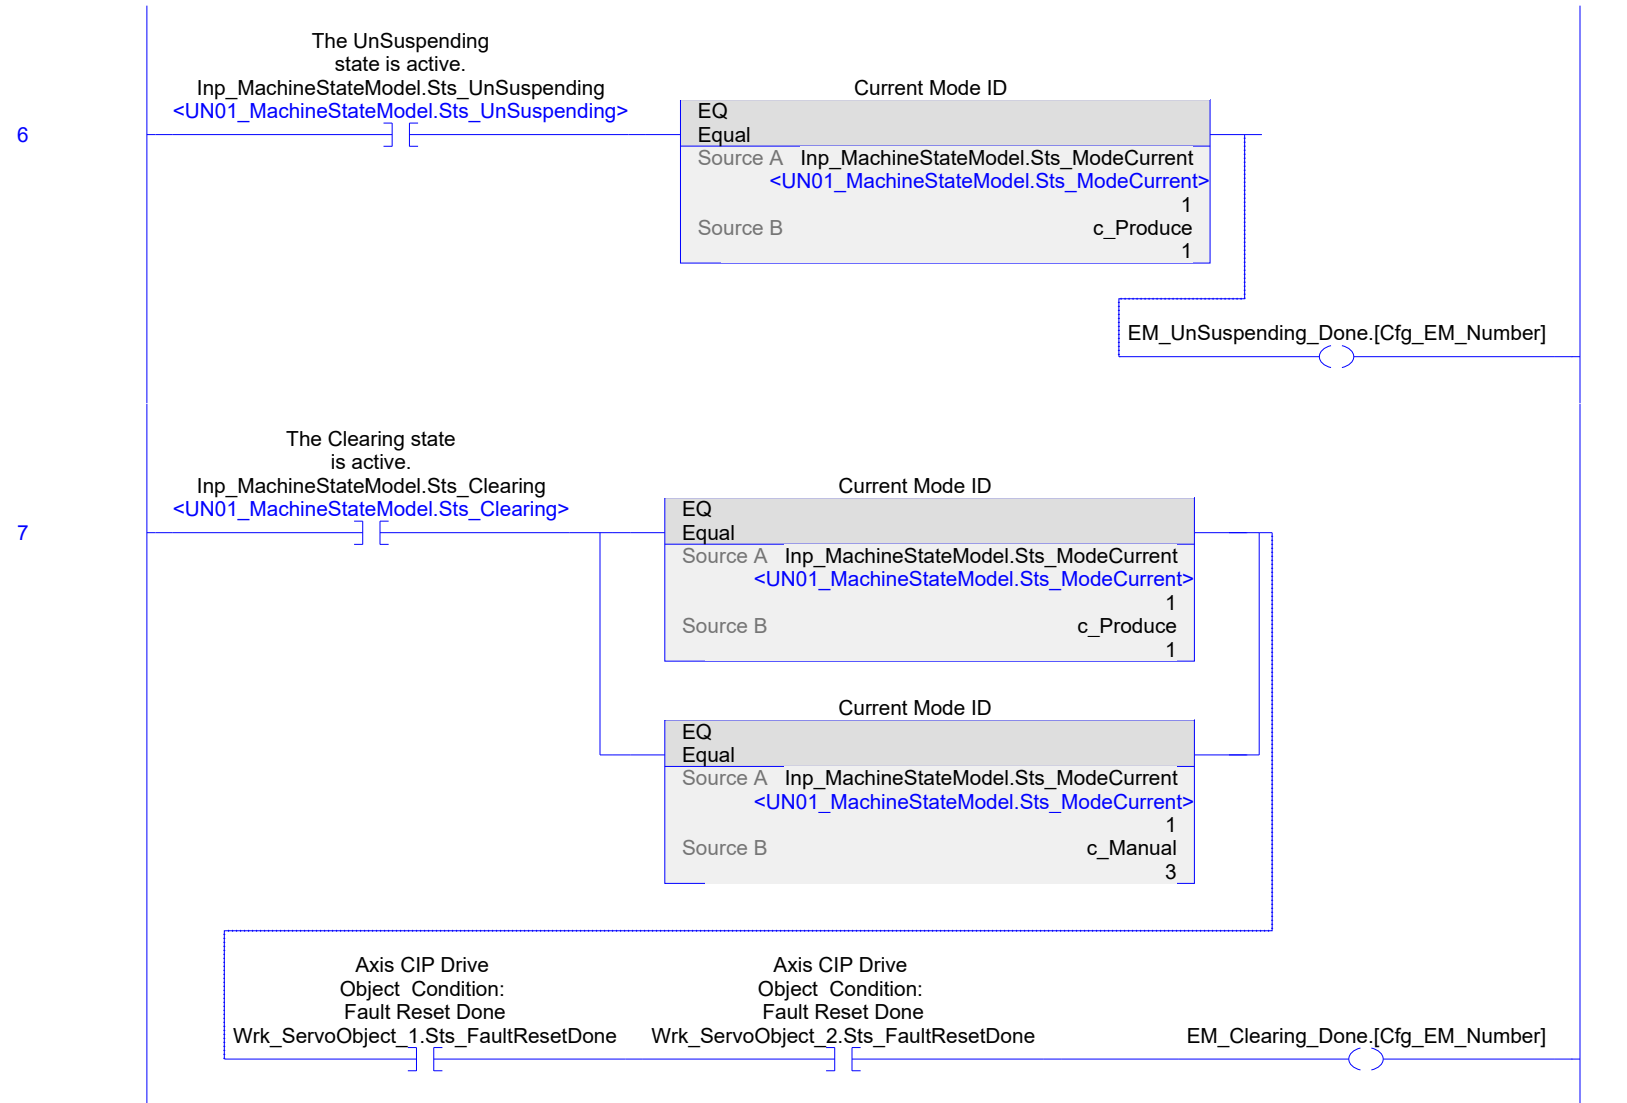 The UnSuspending
state is active.
Inp_MachineStateModel.Sts_UnSuspending
<UN01_MachineStateModel.Sts_UnSuspending>
6
Current Mode ID
EQ
Equal
Source A Inp_MachineStateModel.Sts_ModeCurrent
<UN01_MachineStateModel.Sts_ModeCurrent>
1
Source B c_Produce
1
EM_UnSuspending_Done.[Cfg_EM_Number]
The Clearing state
is active.
Inp_MachineStateModel.Sts_Clearing
<UN01_MachineStateModel.Sts_Clearing>
7
Current Mode ID
EQ
Equal
Source A Inp_MachineStateModel.Sts_ModeCurrent
<UN01_MachineStateModel.Sts_ModeCurrent>
1
Source B c_Produce
1
Current Mode ID
EQ
Equal
Source A Inp_MachineStateModel.Sts_ModeCurrent
<UN01_MachineStateModel.Sts_ModeCurrent>
1
Source B c_Manual
3
Axis CIP Drive
Object Condition:
Fault Reset Done
Wrk_ServoObject_1.Sts_FaultResetDone
Axis CIP Drive
Object Condition:
Fault Reset Done
Wrk_ServoObject_2.Sts_FaultResetDone
EM_Clearing_Done.[Cfg_EM_Number]